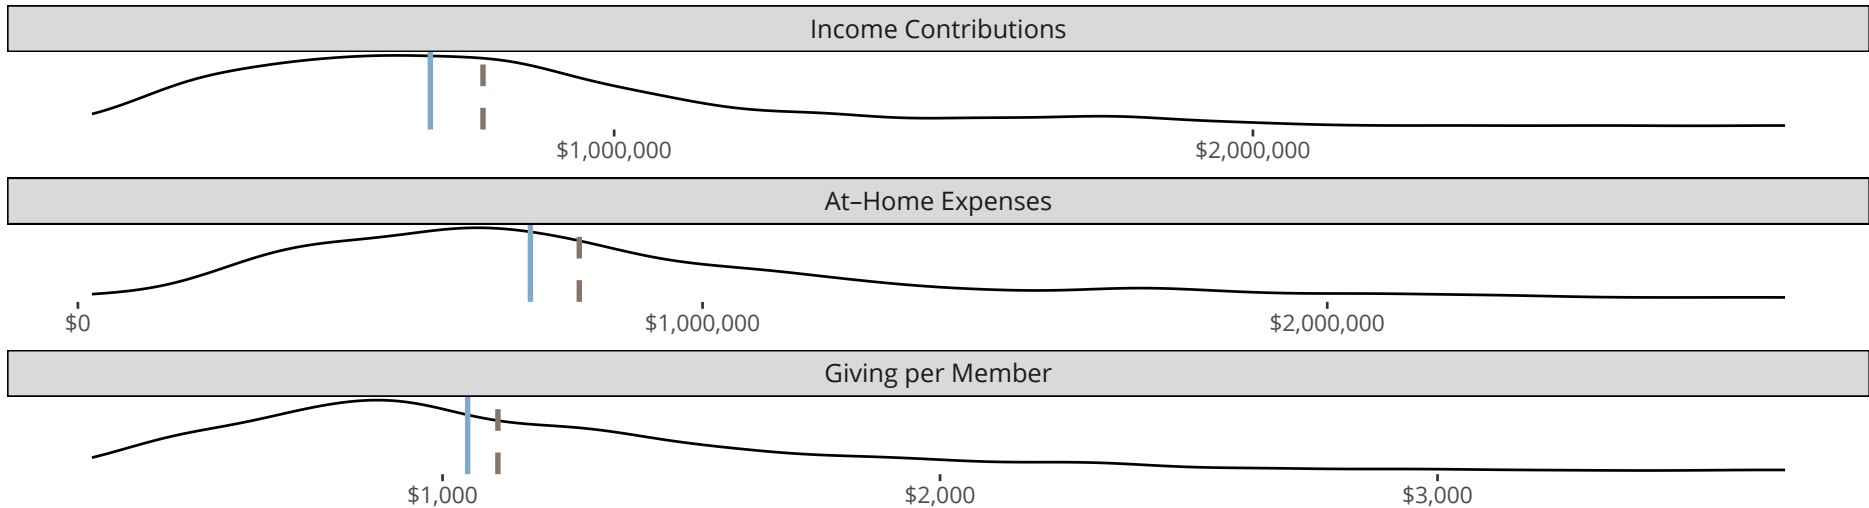 Income Contributions
$1,000,000 $2,000,000
At–Home Expenses
$0 $1,000,000 $2,000,000
Giving per Member
$1,000 $2,000 $3,000